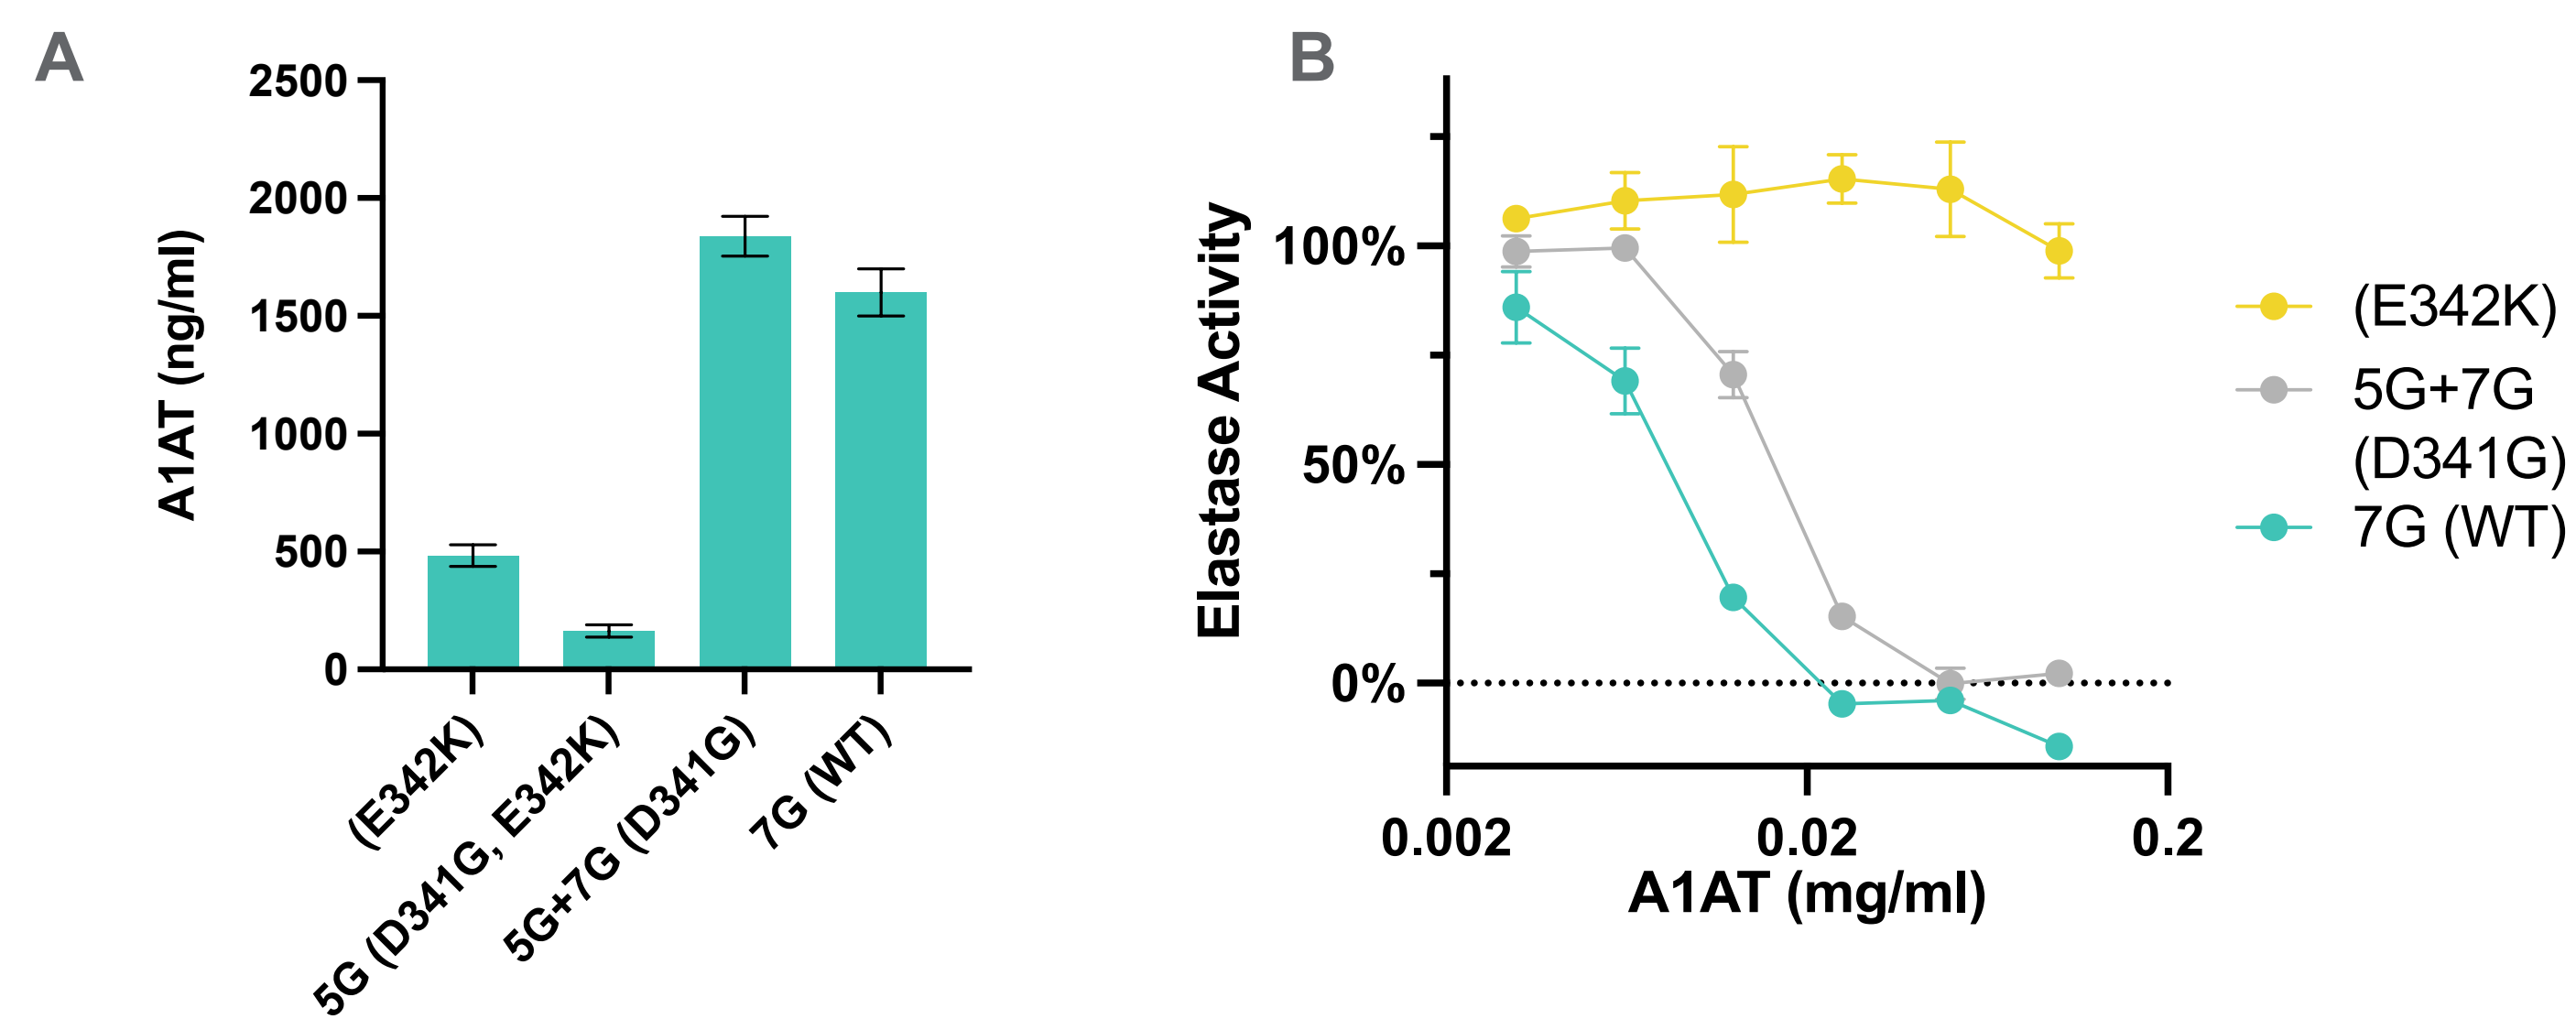 A
2500
2000
1500
1000
500
0
A1AT (ng/ml)
(E342K)
5G (D341G, E342K)
5G+7G (D341G)
7G (WT)
B
100%
50%
0%
Elastase Activity
0.002
0.02
0.2
A1AT (mg/ml)
(E342K)
5G+7G
(D341G)
7G (WT)